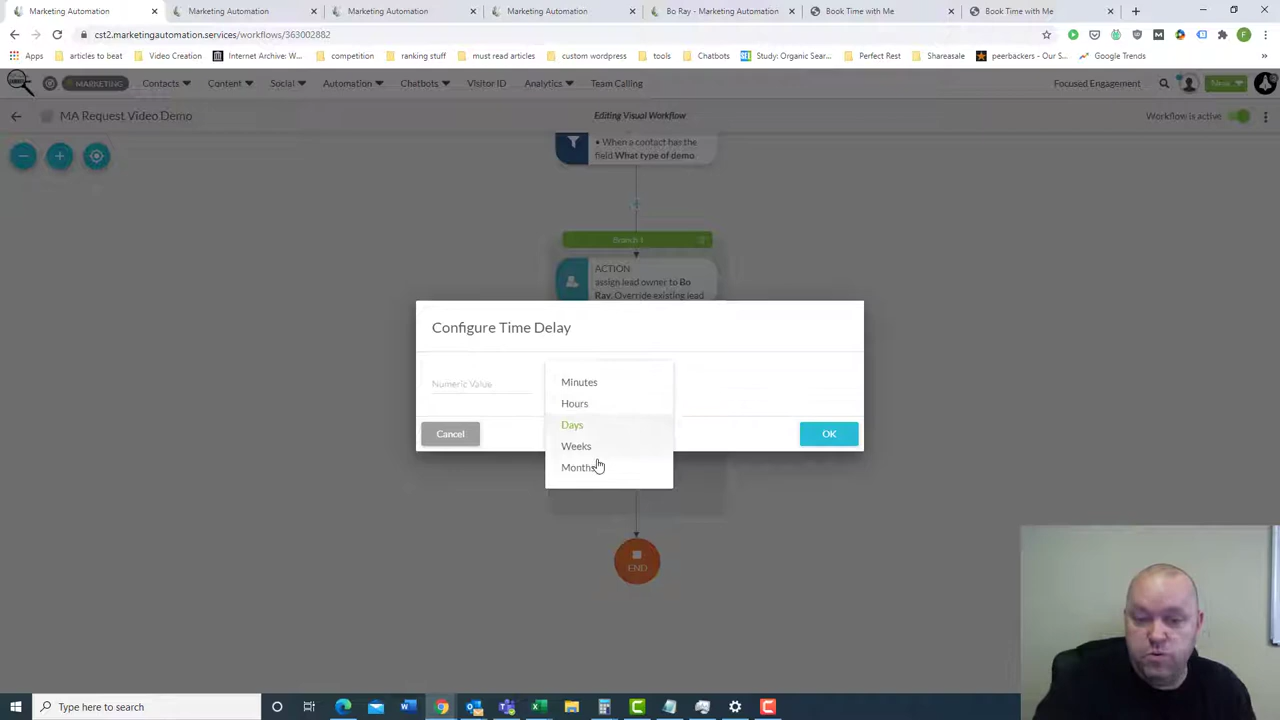 Marketing Automation
Marketing Automation
Marketing Automation
Marketing Automation
Bo Ray - Marketing Automation
Book Time with Me
Book Time with Me
cst2.marketingautomation.services/workflows/363002882
Apps
articles to beat
Video Creation
Internet Archive: W...
competition
ranking stuff
must read articles
custom wordpress
tools
Chatbots
Study: Organic Sear...
Perfect Rest
Shareasale
peerbackers - Our S...
Google Trends
MARKETING
Contacts
Content
Social
Automation
Chatbots
Visitor ID
Analytics
Team Calling
Focused Engagement
New
MA Request Video Demo
Editing Visual Workflow
Workflow is active
• When a contact has the
field What type of demo
Branch 1
ACTION
assign lead owner to Bo
Ray. Override existing lead
Configure Time Delay
Numeric Value
Minutes
Hours
Days
Weeks
Months
Cancel
OK
END
Type here to search